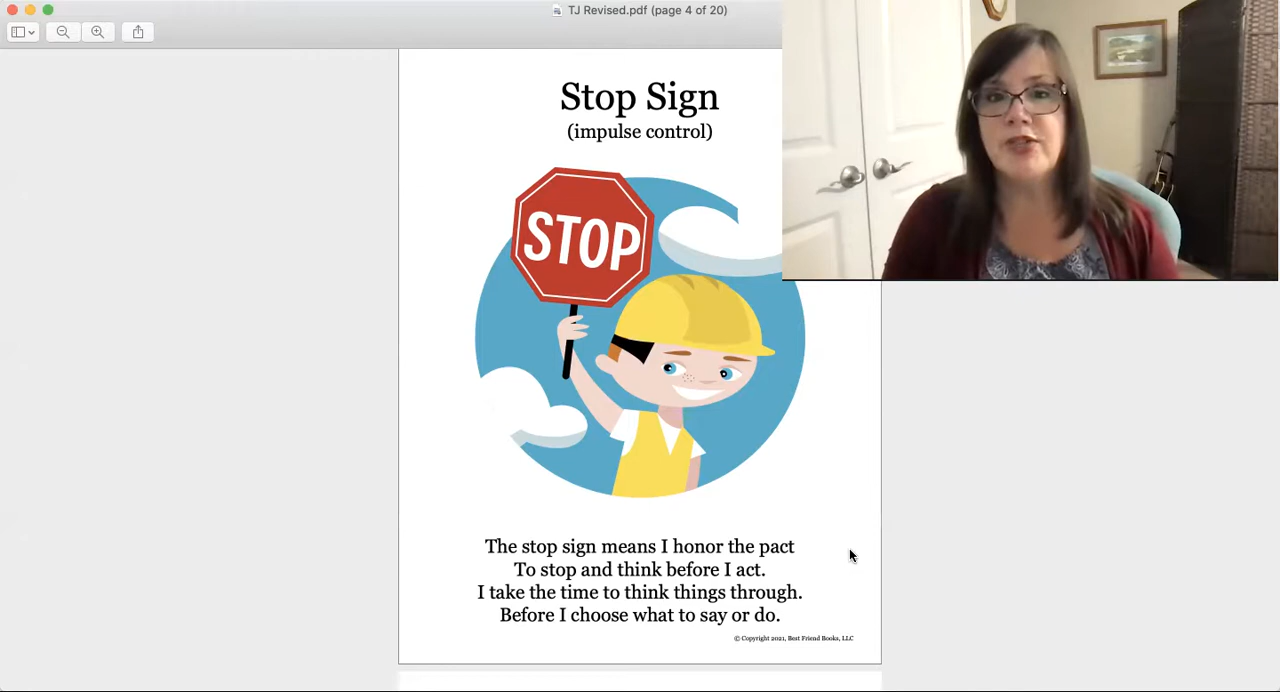 TJ Revised.pdf (page 4 of 20)
Stop Sign
(impulse control)
STOP
The stop sign means I honor the pact
To stop and think before I act.
I take the time to think things through.
Before I choose what to say or do.
© Copyright 2021, Best Friend Books, LLC